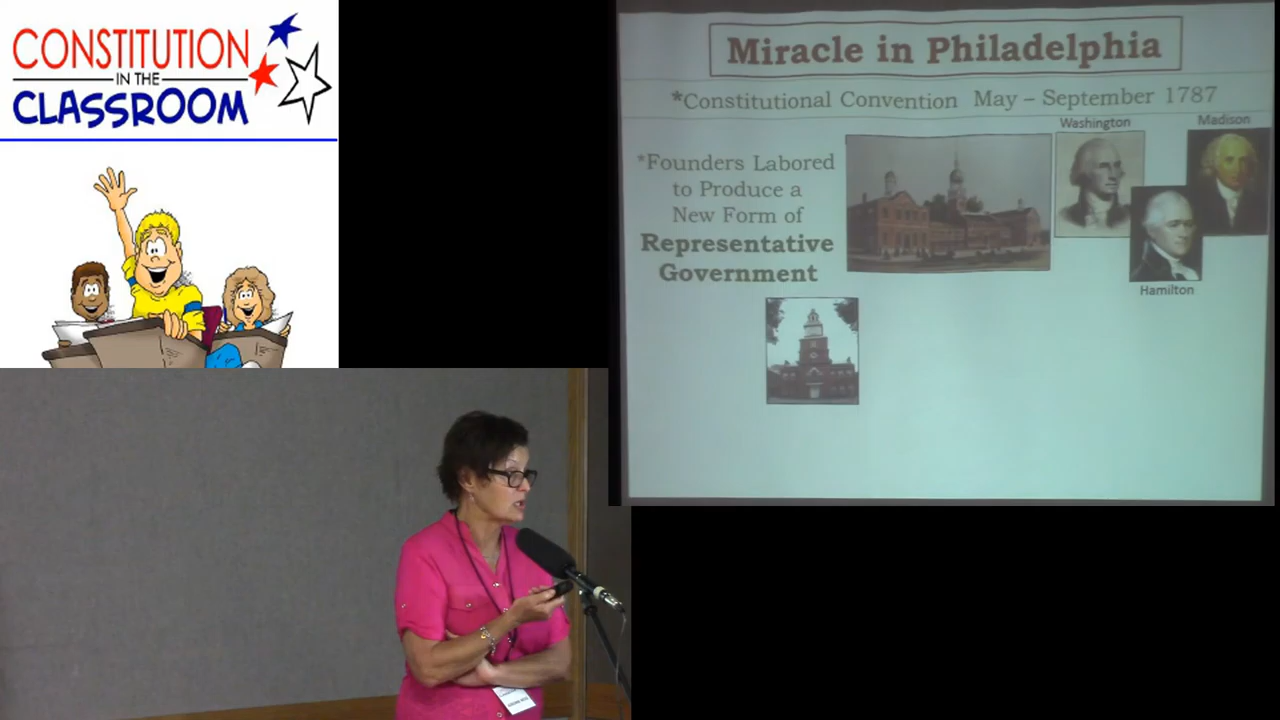 CONSTITUTION
IN THE
CLASSROOM
Miracle in Philadelphia
*Constitutional Convention May – September 1787
Washington
Madison
*Founders Labored
to Produce a
New Form of
Representative
Government
Hamilton